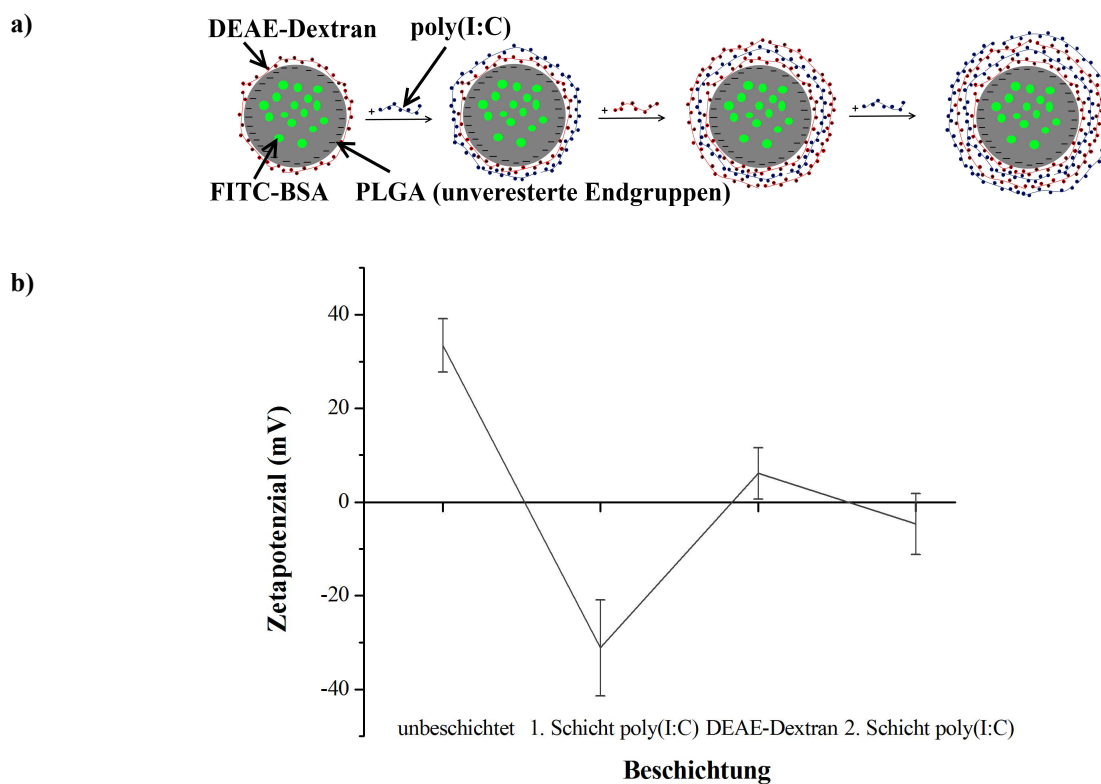 a)
DEAE-Dextran poly(I:C)
+ + +
FITC-BSA PLGA (unveresterte Endgruppen)
b)
Zetapotenzial (mV)
40
20
0
-20
-40
unbeschichtet 1. Schicht poly(I:C) DEAE-Dextran 2. Schicht poly(I:C)
Beschichtung